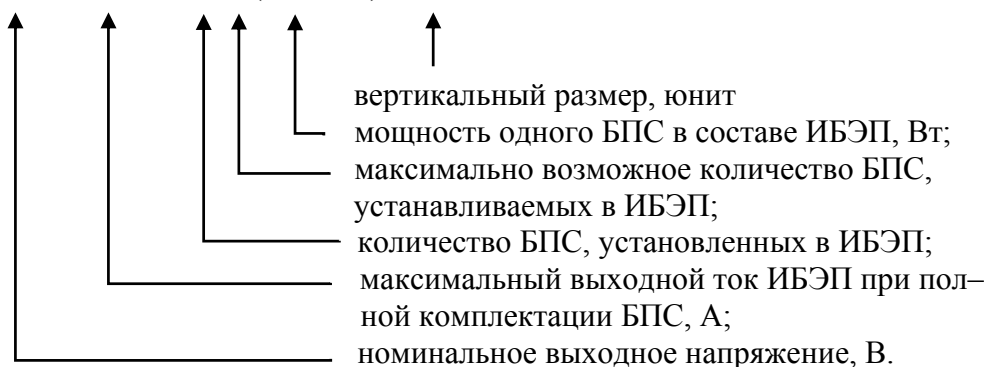 вертикальный размер, юнит
мощность одного БПС в составе ИБЭП, Вт;
максимально возможное количество БПС,
устанавливаемых в ИБЭП;
количество БПС, установленных в ИБЭП;
максимальный выходной ток ИБЭП при пол–
ной комплектации БПС, А;
номинальное выходное напряжение, В.